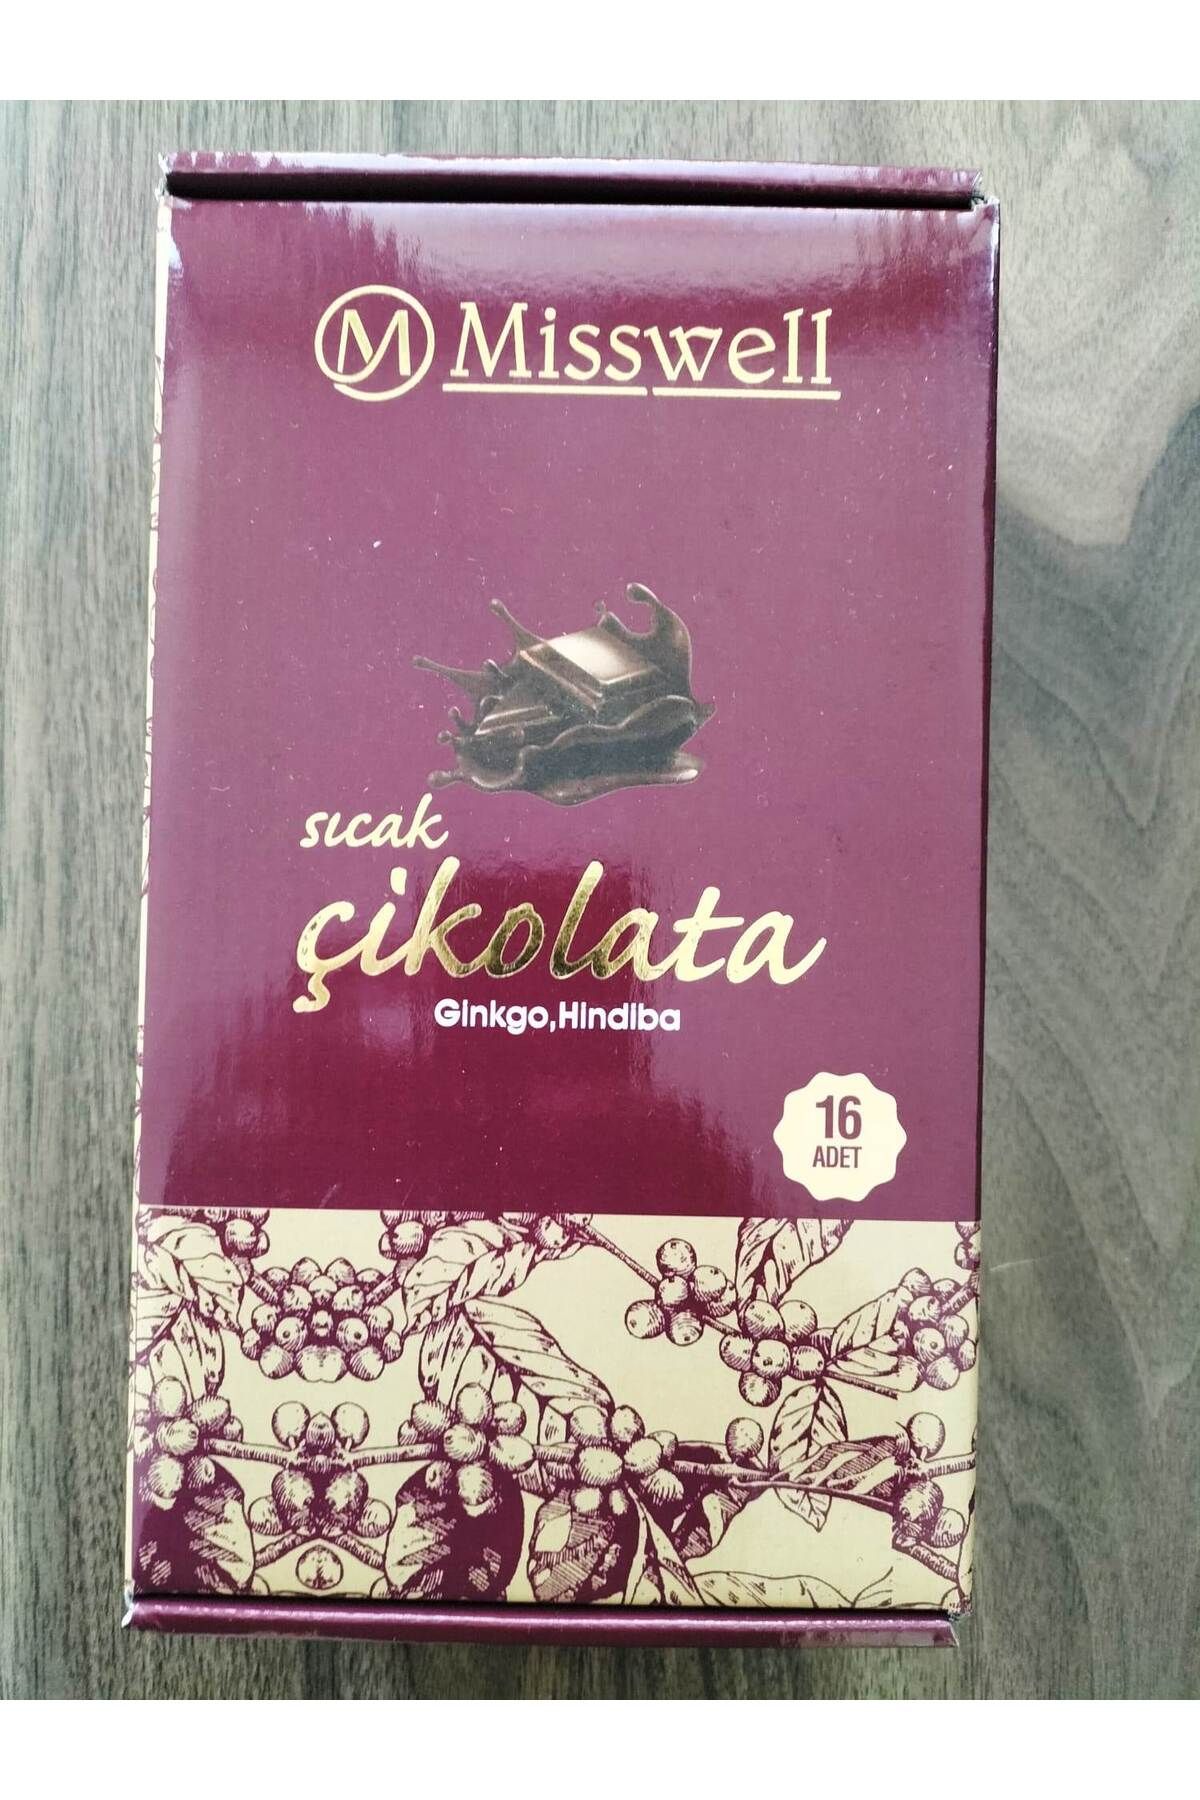 M Misswell
sıcak
çikolata
Ginkgo,Hindiba
16
ADET